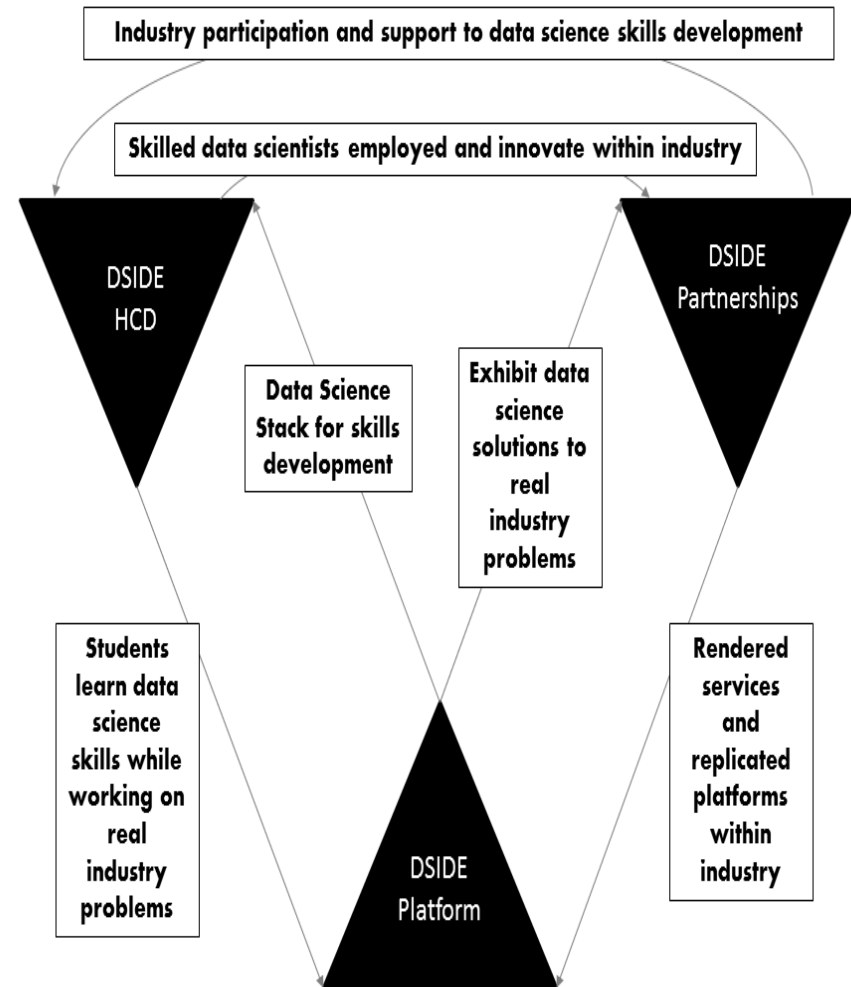 Industry participation and support to data science skills development
Skilled data scientists employed and innovate within industry
DSIDE
HCD
DSIDE
Partnerships
Data Science
Stack for skills
development
Exhibit data
science
solutions to
real
industry
problems
Students
learn data
science
skills while
working on
real
industry
problems
Rendered
services
and
replicated
platforms
within
industry
DSIDE
Platform